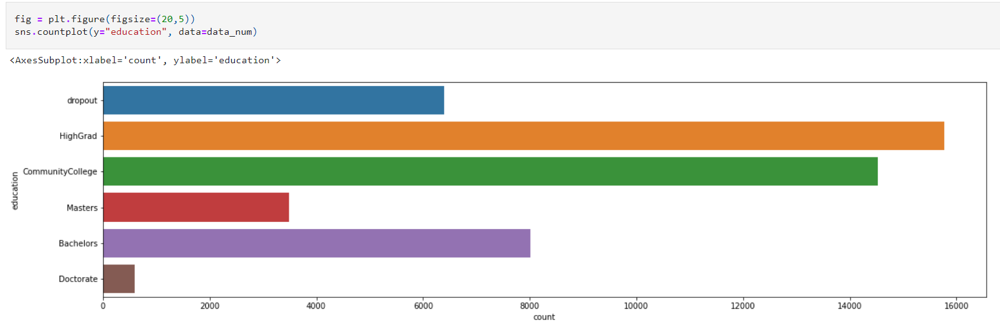 fig = plt.figure(figsize=(20,5))
sns.countplot(y="education", data=data_num)
<AxesSubplot:xlabel='count', ylabel='education'>
dropout
HighGrad
CommunityCollege
Masters
Bachelors
Doctorate
education
0 2000 4000 6000 8000 10000 12000 14000 16000
count